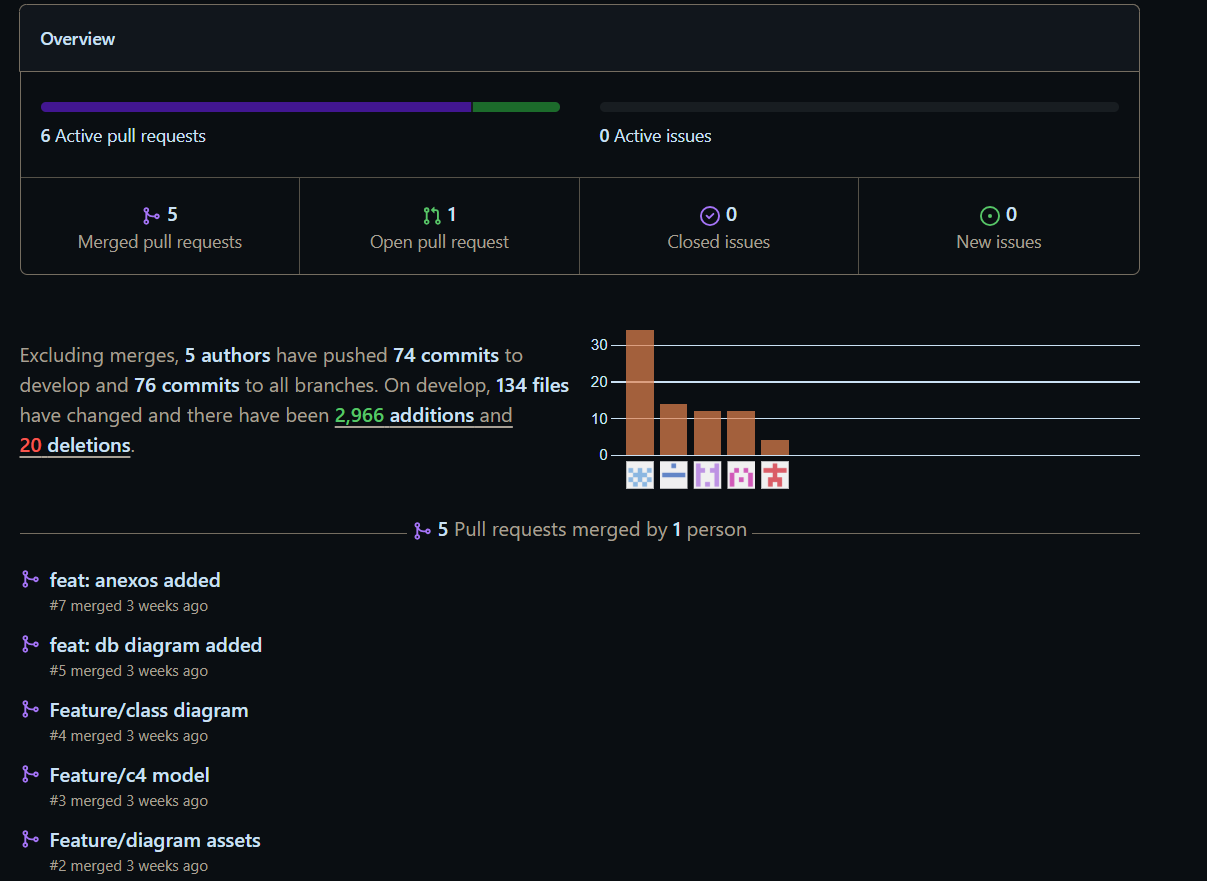 Overview
6 Active pull requests
0 Active issues
5
Merged pull requests
1
Open pull request
0
Closed issues
0
New issues
Excluding merges, 5 authors have pushed 74 commits to
develop and 76 commits to all branches. On develop, 134 files
have changed and there have been 2,966 additions and
20 deletions.
30
20
10
0
5 Pull requests merged by 1 person
feat: anexos added
#7 merged 3 weeks ago
feat: db diagram added
#5 merged 3 weeks ago
Feature/class diagram
#4 merged 3 weeks ago
Feature/c4 model
#3 merged 3 weeks ago
Feature/diagram assets
#2 merged 3 weeks ago